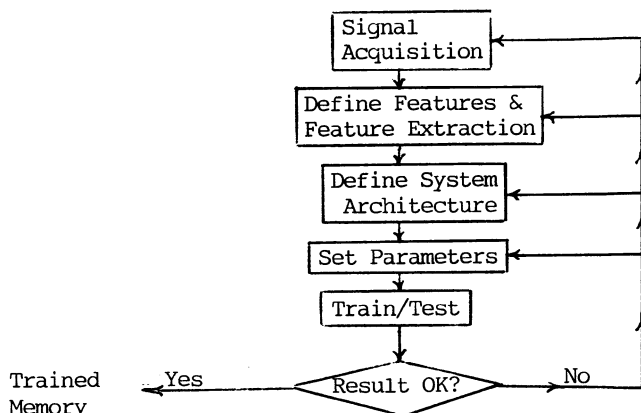 Signal
Acquisition
Define Features &
Feature Extraction
Define System
Architecture
Set Parameters
Train/Test
Result OK?
Yes
No
Trained
Memory